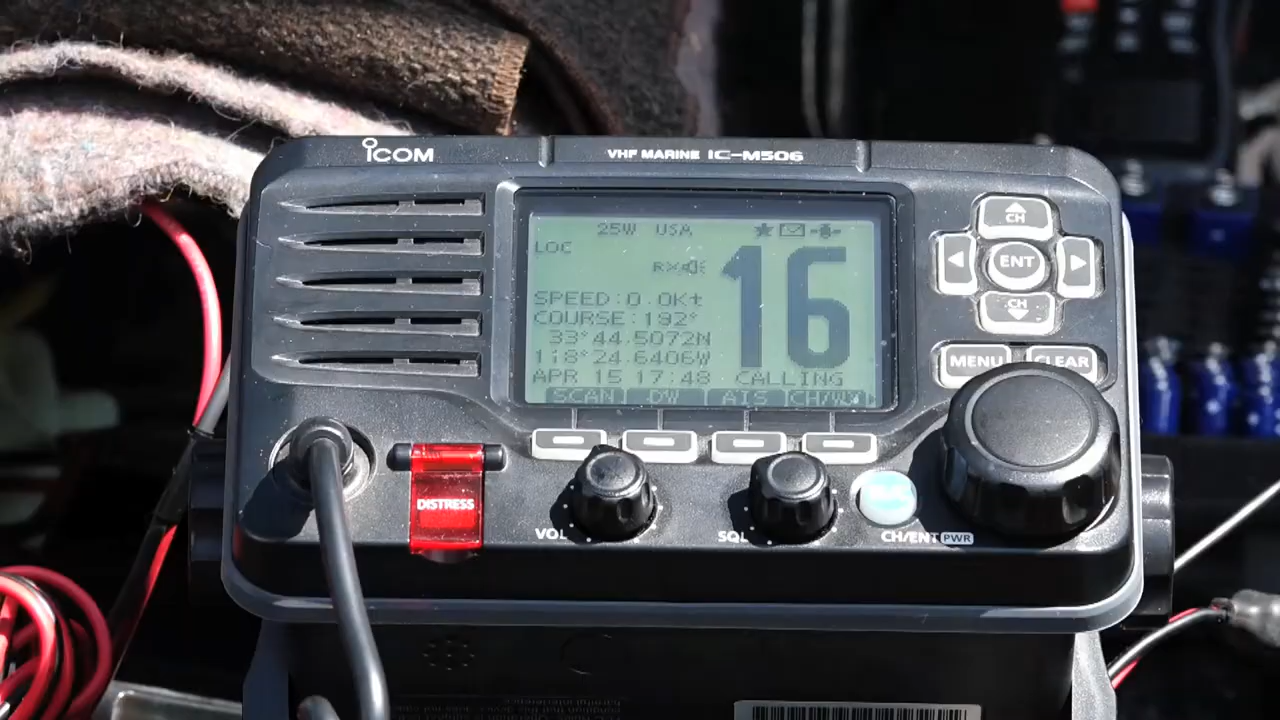 ICOM
VHF MARINE IC-M506
25W USA
LOC
RX
16
SPEED:0.0Kt
COURSE:192°
33°44.5072N
118°24.6406W
APR 15 17:48 CALLING
SCAN DW AIS CH/WX
CH
ENT
CH
MENU CLEAR
DISTRESS
VOL
SQL
CH/ENT PWR